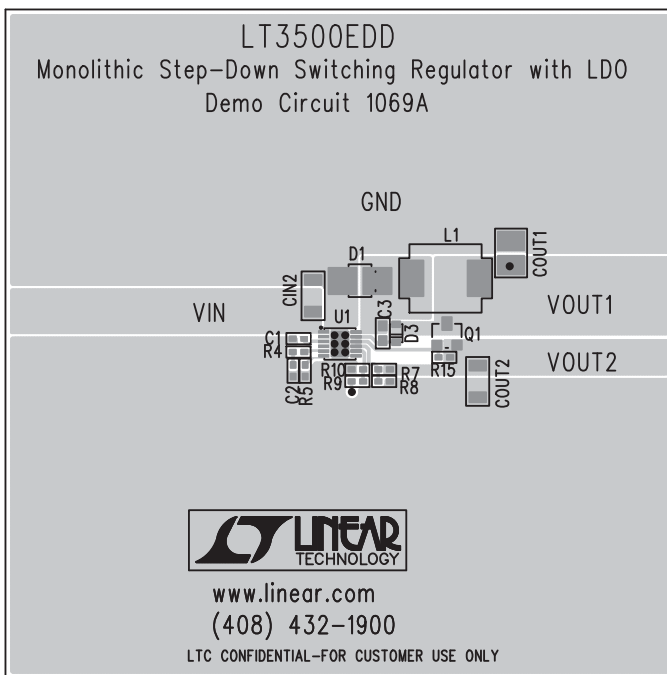 LT3500EDD
Monolithic Step-Down Switching Regulator with LDO
Demo Circuit 1069A
GND
L1
COUT1
D1
CIN2
VIN
VOUT1
U1
C3
D3
Q1
C1
R4
VOUT2
R10
R7
R15
R9
R8
C2
R5
COUT2
LINEAR
TECHNOLOGY
www.linear.com
(408) 432-1900
LTC CONFIDENTIAL-FOR CUSTOMER USE ONLY